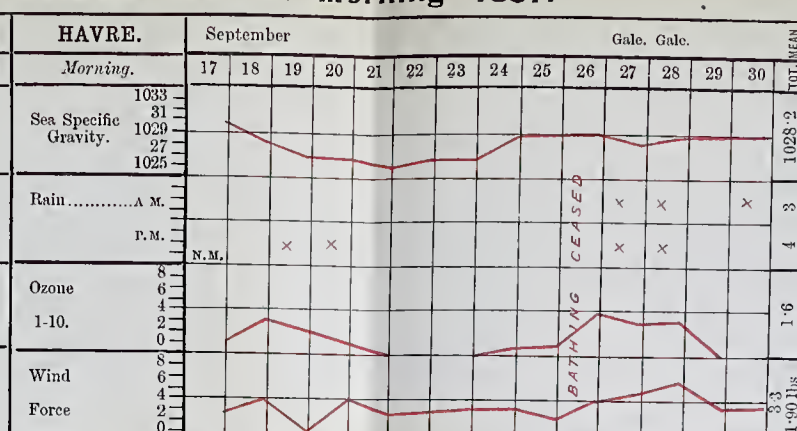 Morning 1897.
HAVRE. September Gale. Gale.
Morning. 17 18 19 20 21 22 23 24 25 26 27 28 29 30 TOT. MEAN
Sea Specific Gravity. 1033 31 1029 27 1025 1028·2
Rain...........A M. × × × 3
P.M. N.M. × × × × 4
BATHING CEASED
Ozone 1-10. 8 6 4 2 0 1·6
Wind Force 8 6 4 2 0 3·3 1·90 lbs